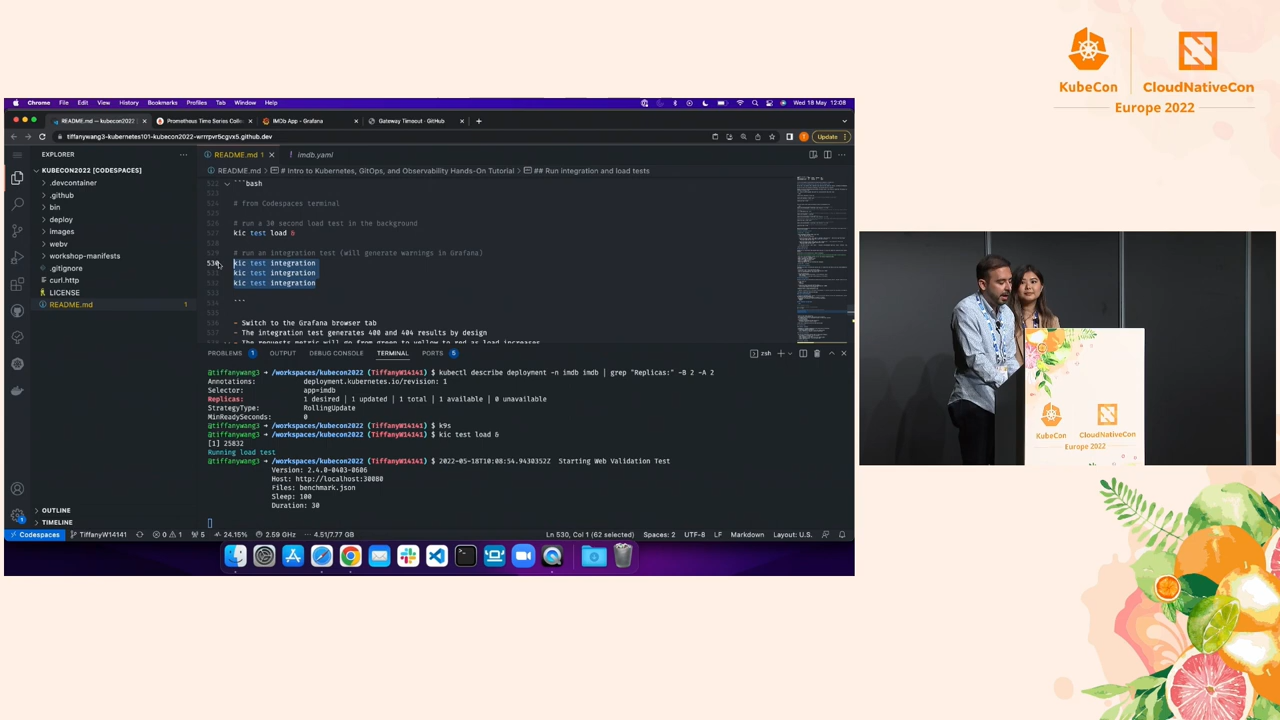 KubeCon
CloudNativeCon
Europe 2022
Chrome File Edit View History Bookmarks Profiles Tab Window Help
Wed 18 May 12:08
README.md — kubecon2022
Prometheus Time Series Colle
IMDb App - Grafana
Gateway Timeout · GitHub
tiffanywang3-kubernetes101-kubecon2022-wrrrpvr5cgvx5.github.dev
Update
EXPLORER
README.md 1
imdb.yaml
KUBECON2022 [CODESPACES]
README.md > # Intro to Kubernetes, GitOps, and Observability Hands-On Tutorial > ## Run integration and load tests
.devcontainer
.github
bin
deploy
images
webv
workshop-manifests
.gitignore
curl.http
LICENSE
README.md 1
```bash
# from Codespaces terminal
# run a 30 second load test in the background
kic test load &
# run an integration test (will generate warnings in Grafana)
kic test integration
kic test integration
kic test integration
```
- Switch to the Grafana browser tab
- The integration test generates 400 and 404 results by design
- The requests metric will go from green to yellow to red as load increases
PROBLEMS 1 OUTPUT DEBUG CONSOLE TERMINAL PORTS 5
zsh
@tiffanywang3 → /workspaces/kubecon2022 (TiffanyW14141) $ kubectl describe deployment -n imdb imdb | grep "Replicas:" -B 2 -A 2
Annotations: deployment.kubernetes.io/revision: 1
Selector: app=imdb
Replicas: 1 desired | 1 updated | 1 total | 1 available | 0 unavailable
StrategyType: RollingUpdate
MinReadySeconds: 0
@tiffanywang3 → /workspaces/kubecon2022 (TiffanyW14141) $ k9s
@tiffanywang3 → /workspaces/kubecon2022 (TiffanyW14141) $ kic test load &
[1] 25032
Running load test
@tiffanywang3 → /workspaces/kubecon2022 (TiffanyW14141) $ 2022-05-18T10:08:54.9430352Z Starting Web Validation Test
Version: 2.4.0-0403-0606
Host: http://localhost:30080
Files: benchmark.json
Sleep: 100
Duration: 30
OUTLINE
TIMELINE
Codespaces
TiffanyW14141
0 1
5
24.15%
2.59 GHz
4.51/7.77 GB
Ln 530, Col 1 (62 selected)
Spaces: 2
UTF-8
LF
Markdown
Layout: U.S.
KubeCon
CloudNativeCon
Europe 2022